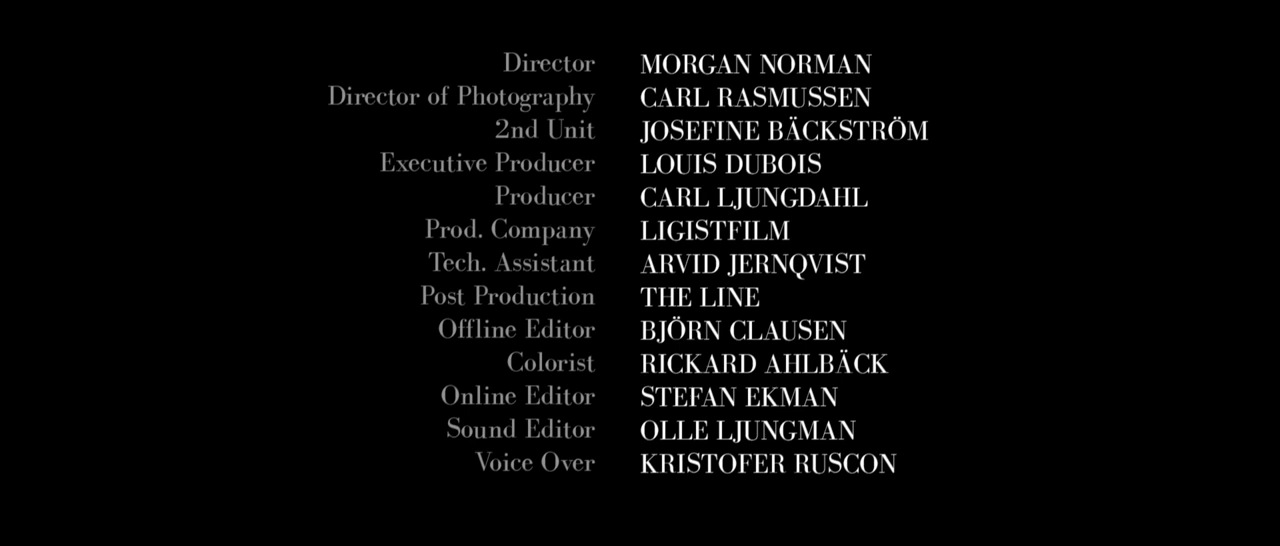 Director MORGAN NORMAN
Director of Photography CARL RASMUSSEN
2nd Unit JOSEFINE BÄCKSTRÖM
Executive Producer LOUIS DUBOIS
Producer CARL LJUNGDAHL
Prod. Company LIGISTFILM
Tech. Assistant ARVID JERNQVIST
Post Production THE LINE
Offline Editor BJÖRN CLAUSEN
Colorist RICKARD AHLBÄCK
Online Editor STEFAN EKMAN
Sound Editor OLLE LJUNGMAN
Voice Over KRISTOFER RUSCON